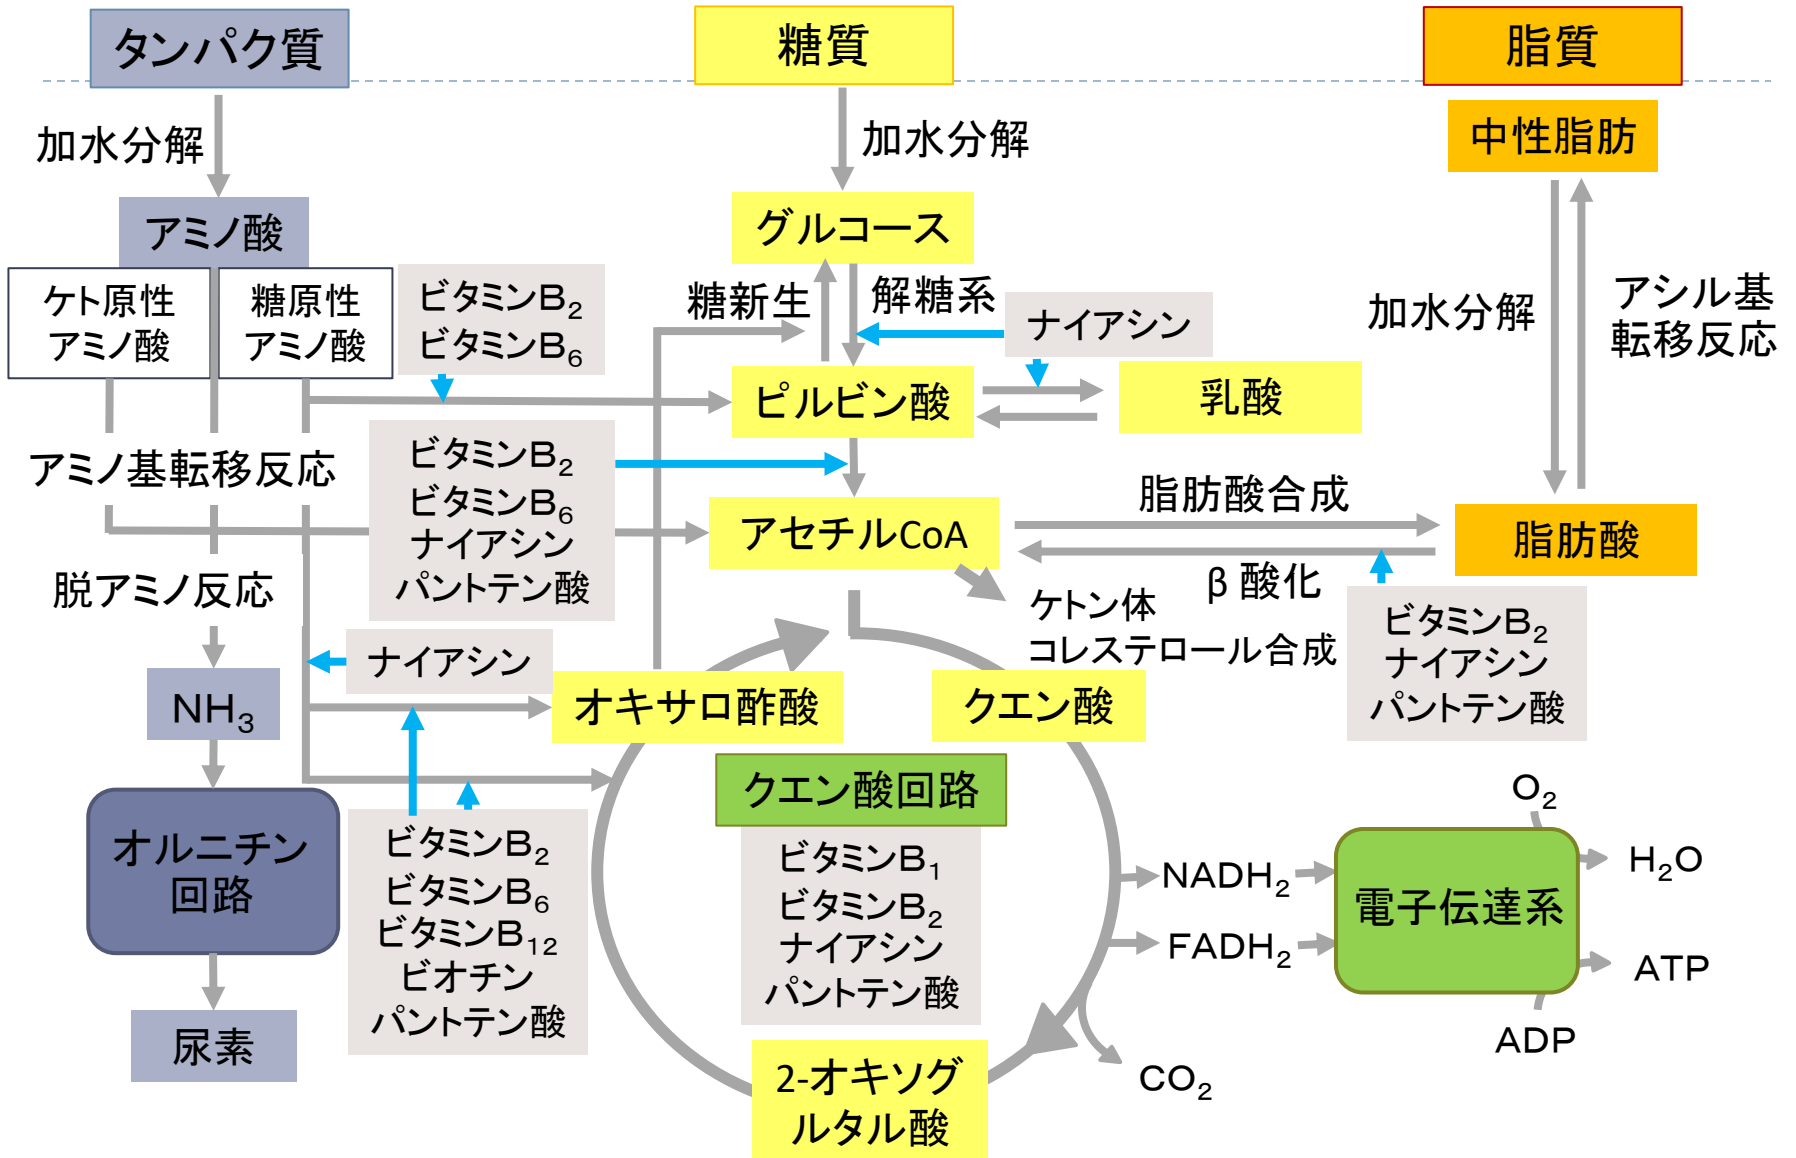 タンパク質
糖質
脂質
加水分解
加水分解
中性脂肪
アミノ酸
グルコース
ケト原性
アミノ酸
糖原性
アミノ酸
ビタミンB₂
ビタミンB₆
糖新生
解糖系
ナイアシン
加水分解
アシル基
転移反応
ピルビン酸
乳酸
アミノ基転移反応
ビタミンB₂
ビタミンB₆
ナイアシン
パントテン酸
アセチルCoA
脂肪酸合成
脂肪酸
β酸化
脱アミノ反応
ケトン体
コレステロール合成
ビタミンB₂
ナイアシン
パントテン酸
ナイアシン
NH₃
オキサロ酢酸
クエン酸
クエン酸回路
オルニチン
回路
ビタミンB₂
ビタミンB₆
ビタミンB₁₂
ビオチン
パントテン酸
ビタミンB₁
ビタミンB₂
ナイアシン
パントテン酸
NADH₂
FADH₂
O₂
電子伝達系
H₂O
ATP
ADP
尿素
2-オキソグ
ルタル酸
CO₂